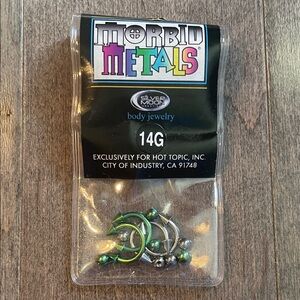 MORBID
METALS
SILVER
MOON
body jewelry
14G
EXCLUSIVELY FOR HOT TOPIC, INC.
CITY OF INDUSTRY, CA 91748